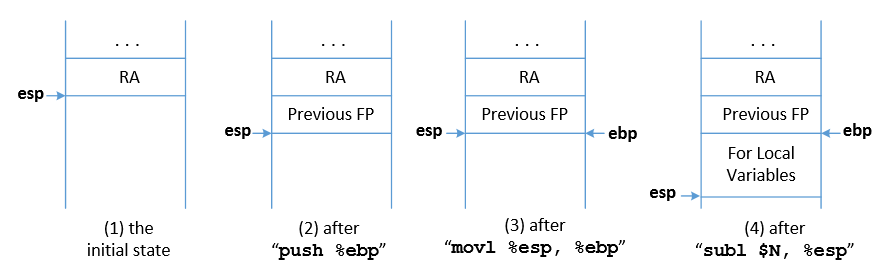 . . .
RA
esp
(1) the
initial state
. . .
RA
Previous FP
esp
(2) after
“push %ebp”
. . .
RA
Previous FP
esp
ebp
(3) after
“movl %esp, %ebp”
. . .
RA
Previous FP
ebp
For Local
Variables
esp
(4) after
“subl $N, %esp”